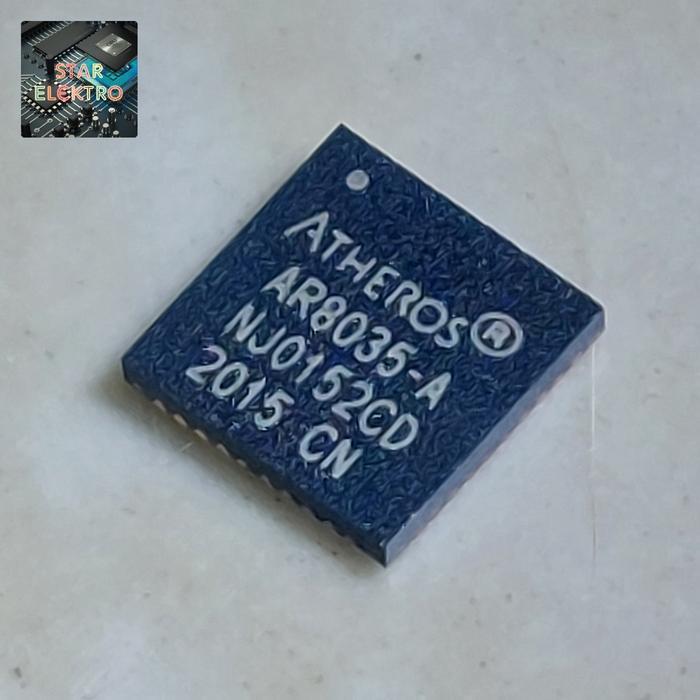 STAR
ELEKTRO
ATHEROS®
AR8035-A
NJ0152CD
2015 CN